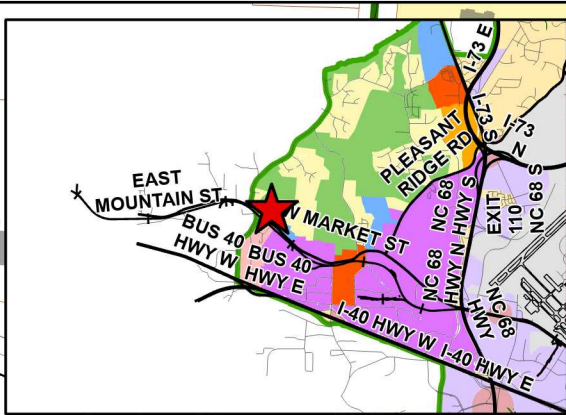 I-73 E
I-73 S
I-73
N
PLEASANT
RIDGE RD
EAST
MOUNTAIN ST
W MARKET ST
BUS 40
HWY W
BUS 40
HWY E
NC 68
HWY N
NC 68
HWY S
EXIT
110
NC 68 S
NC 68
HWY
I-40 HWY W
I-40 HWY E